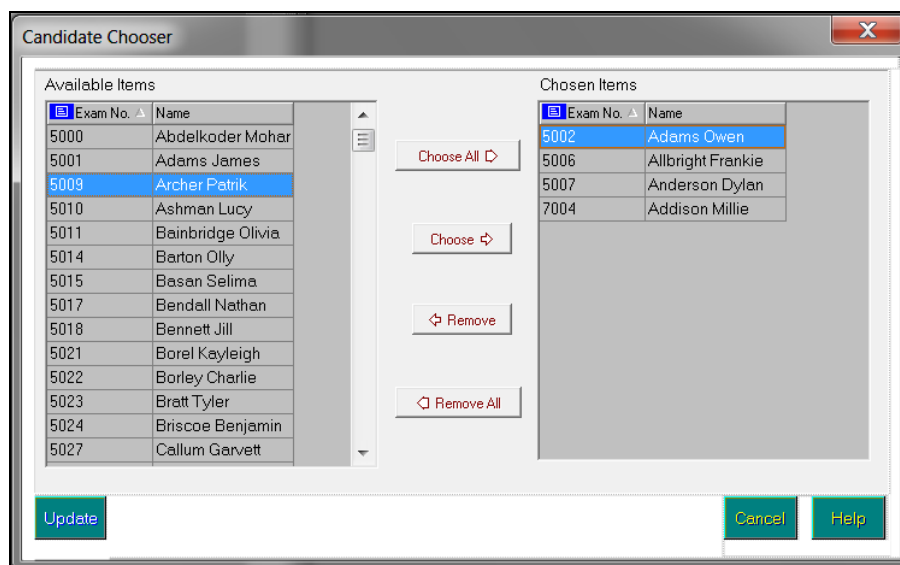 Candidate Chooser
X
Available Items
Exam No. Name
5000 Abdelkoder Mohar
5001 Adams James
5009 Archer Patrik
5010 Ashman Lucy
5011 Bainbridge Olivia
5014 Barton Olly
5015 Basan Selima
5017 Bendall Nathan
5018 Bennett Jill
5021 Borel Kayleigh
5022 Borley Charlie
5023 Bratt Tyler
5024 Briscoe Benjamin
5027 Callum Garvett
Choose All
Choose
Remove
Remove All
Chosen Items
Exam No. Name
5002 Adams Owen
5006 Allbright Frankie
5007 Anderson Dylan
7004 Addison Millie
Update
Cancel
Help